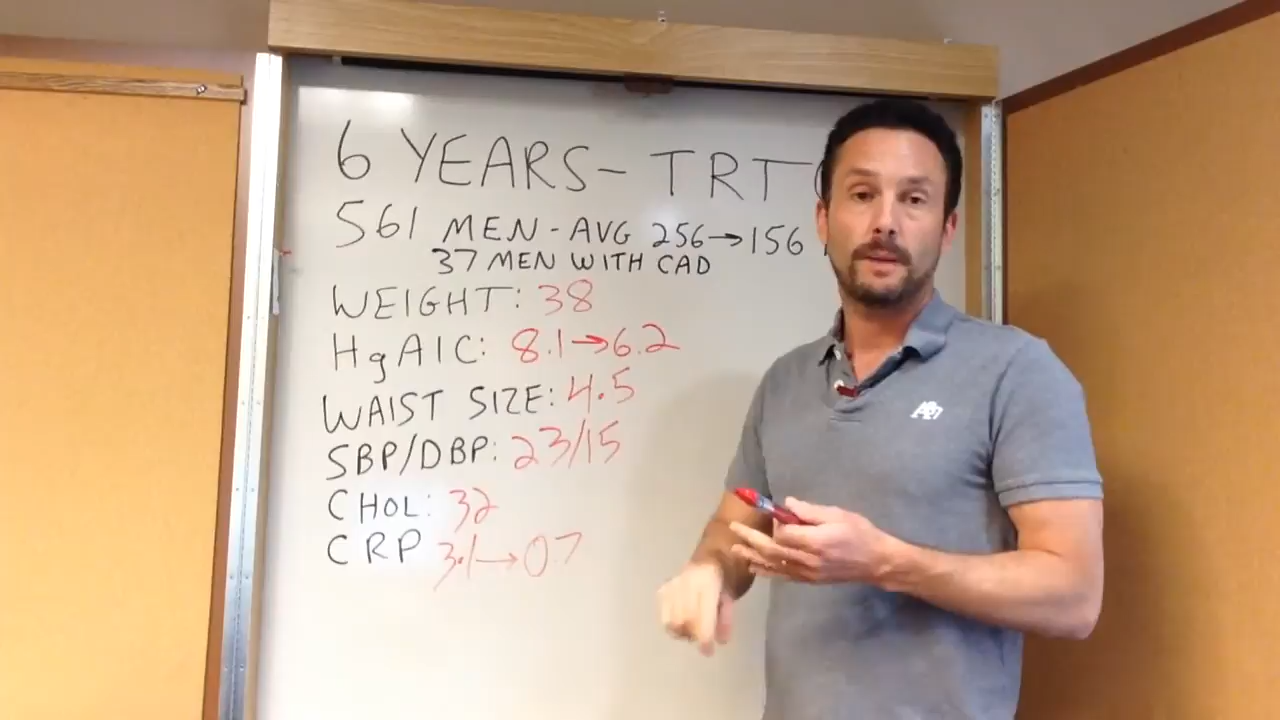 6 YEARS - TRT (
561 MEN - AVG 256→156
37 MEN WITH CAD
WEIGHT: 38
HgA1C: 8.1→6.2
WAIST SIZE: 4.5
SBP/DBP: 23/15
CHOL: 32
CRP 3.1→0.7